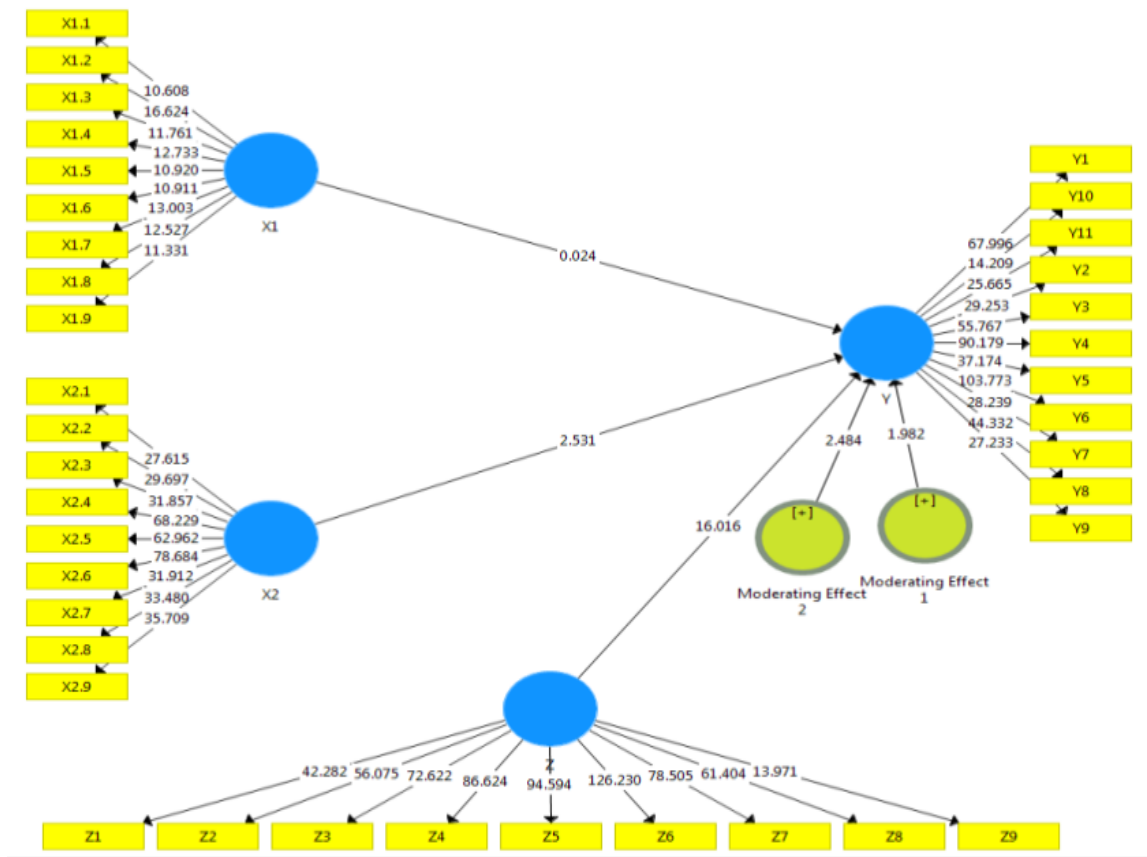 X1.1
X1.2
X1.3
X1.4
X1.5
X1.6
X1.7
X1.8
X1.9
10.608
16.624
11.761
12.733
10.920
10.911
13.003
12.527
11.331
X1
0.024
X2.1
X2.2
X2.3
X2.4
X2.5
X2.6
X2.7
X2.8
X2.9
27.615
29.697
31.857
68.229
62.962
78.684
31.912
33.480
35.709
X2
2.531
Y1
Y10
Y11
Y2
Y3
Y4
Y5
Y6
Y7
Y8
Y9
67.996
14.209
25.665
29.253
55.767
90.179
37.174
103.773
28.239
44.332
27.233
Y
2.484
1.982
16.016
[+]
Moderating Effect
2
[+]
Moderating Effect
1
Z
42.282
56.075
72.622
86.624
94.594
126.230
78.505
61.404
13.971
Z1
Z2
Z3
Z4
Z5
Z6
Z7
Z8
Z9